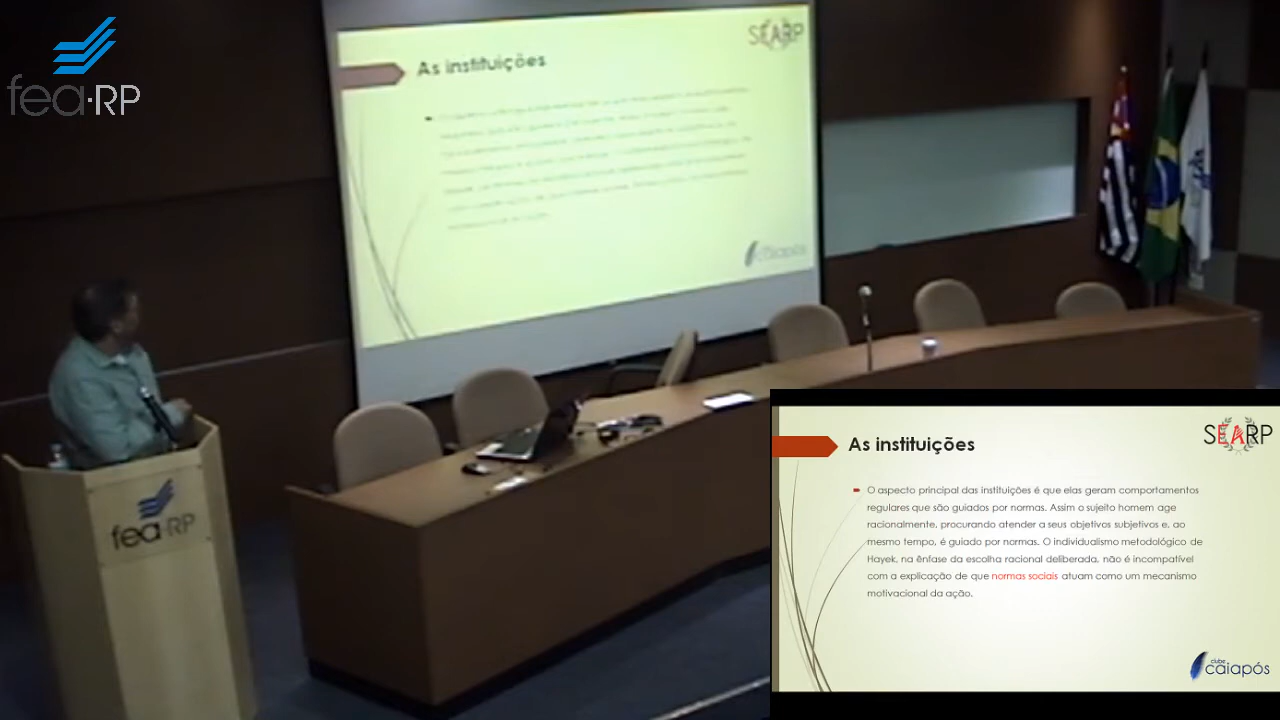 fea·RP
As instituições
SEARP
caiapós
fea·RP
As instituições
SEARP
O aspecto principal das instituições é que elas geram comportamentos
regulares que são guiados por normas. Assim o sujeito homem age
racionalmente, procurando atender a seus objetivos subjetivos e, ao
mesmo tempo, é guiado por normas. O individualismo metodológico de
Hayek, na ênfase da escolha racional deliberada, não é incompatível
com a explicação de que normas sociais atuam como um mecanismo
motivacional da ação.
clube
caiapós